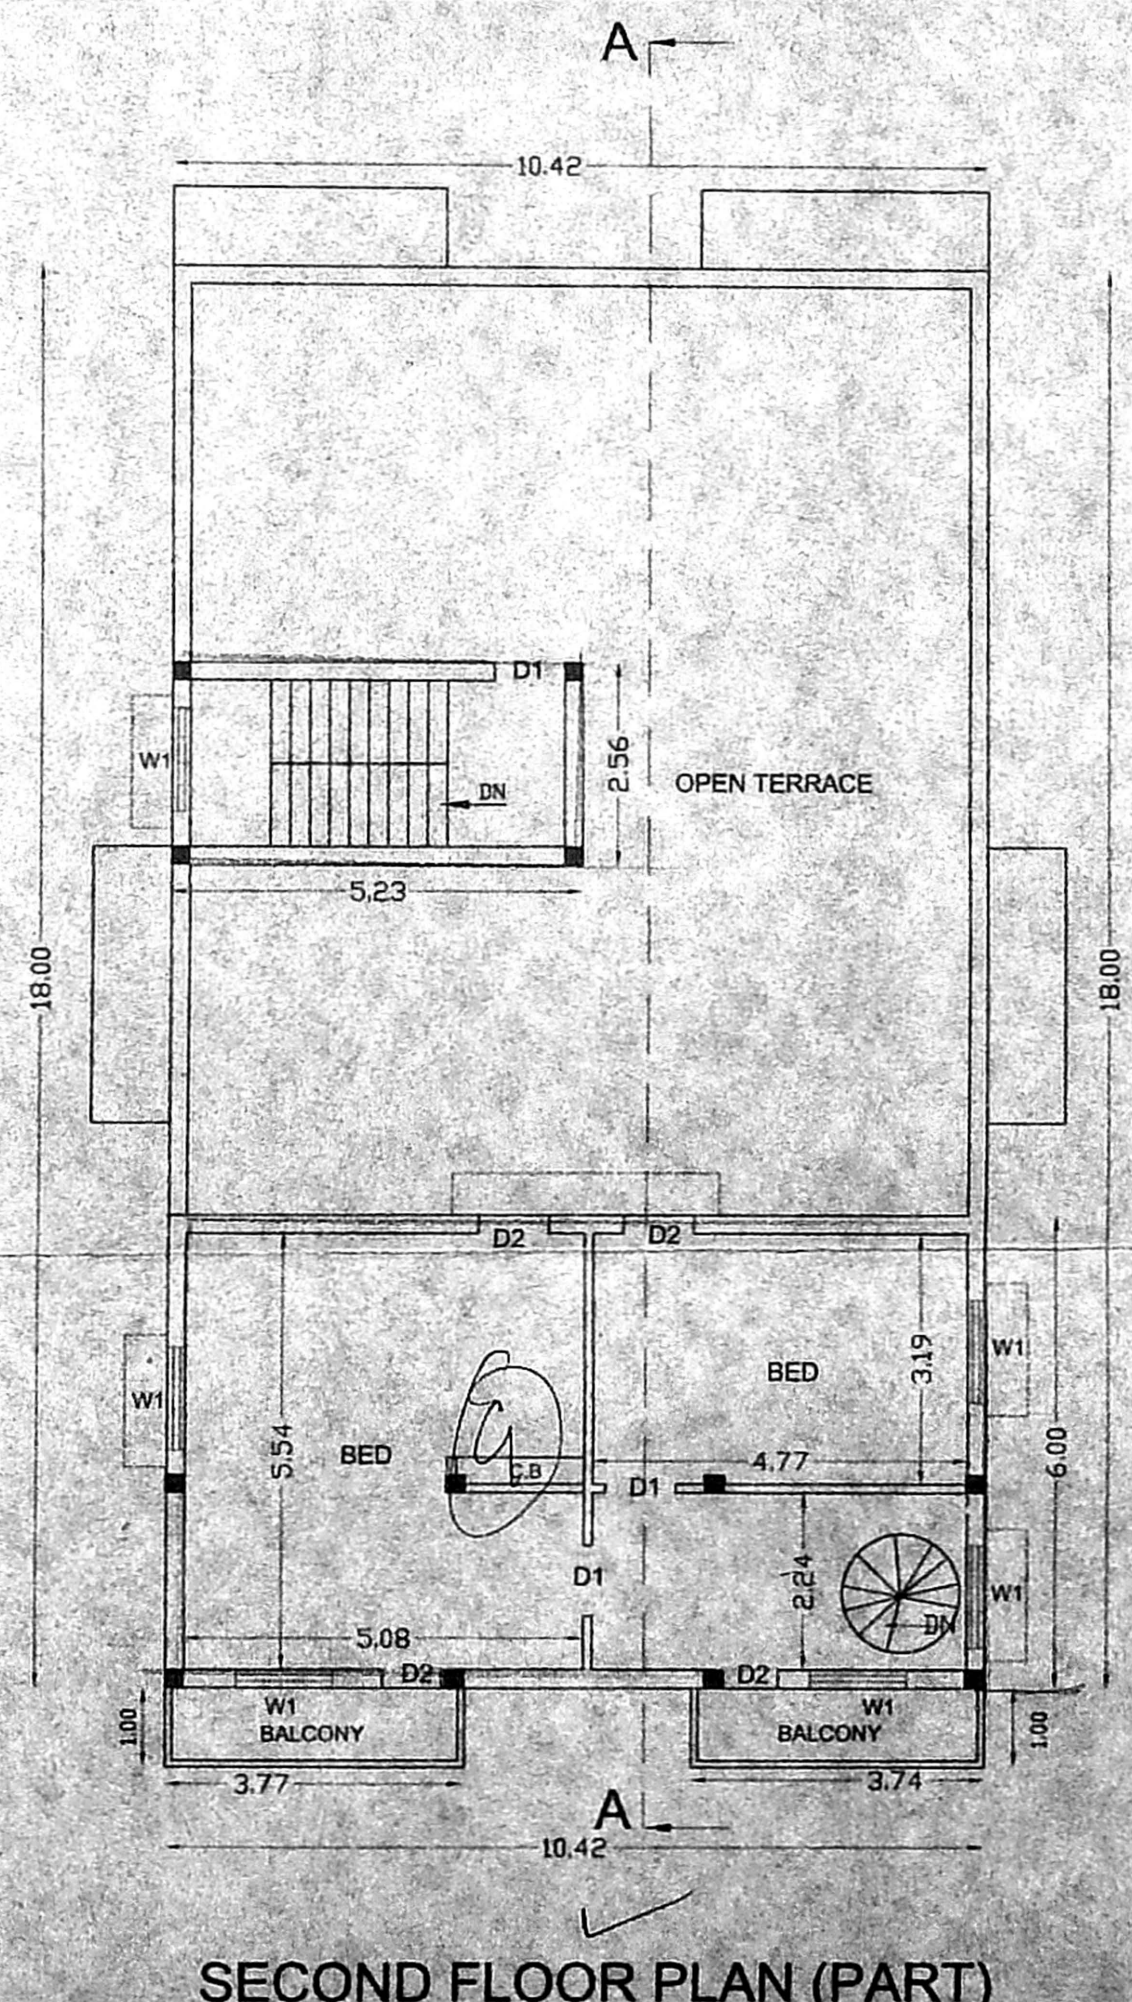 A
10.42
D1
W1
DN
2.56
OPEN TERRACE
5.23
18.00
18.00
D2
D2
W1
BED
3.19
W1
BED
5.54
C.B
4.77
D1
6.00
D1
2.24
W1
DN
5.08
D2
D2
W1
W1
1.00
BALCONY
BALCONY
1.00
3.77
3.74
A
10.42
SECOND FLOOR PLAN (PART)